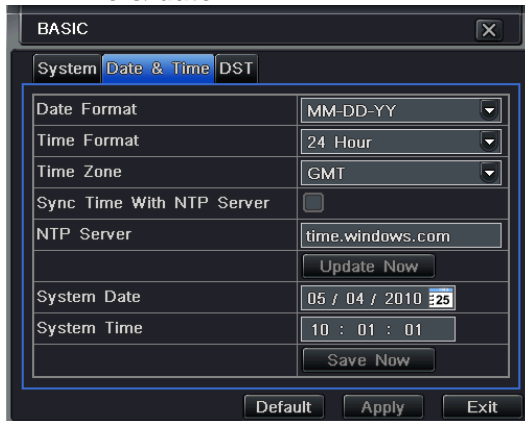 BASIC
System Date & Time DST
Date Format MM-DD-YY
Time Format 24 Hour
Time Zone GMT
Sync Time With NTP Server
NTP Server time.windows.com
Update Now
System Date 05 / 04 / 2010 25
System Time 10 : 01 : 01
Save Now
Default Apply Exit